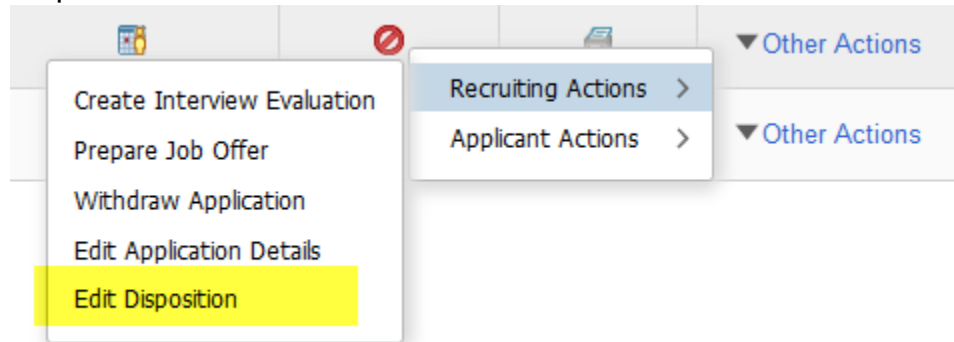 ▼Other Actions
Recruiting Actions >
Applicant Actions >
▼Other Actions
Create Interview Evaluation
Prepare Job Offer
Withdraw Application
Edit Application Details
Edit Disposition